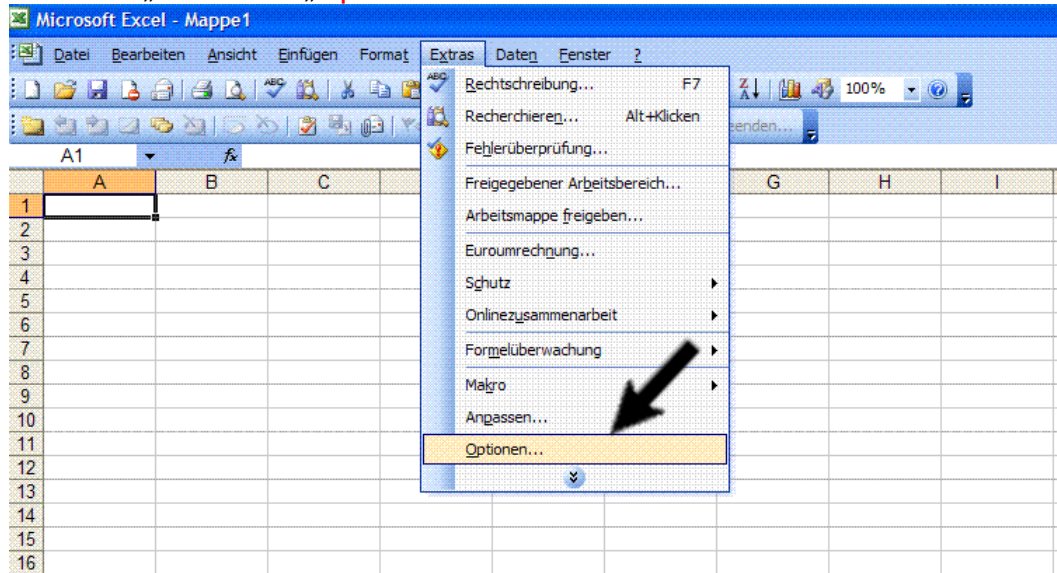 Microsoft Excel - Mappe1
Datei Bearbeiten Ansicht Einfügen Format Extras Daten Fenster ?
100%
A1 fx
A B C G H I
Rechtschreibung... F7
Recherchieren... Alt+Klicken
Fehlerüberprüfung...
Freigegebener Arbeitsbereich...
Arbeitsmappe freigeben...
Euroumrechnung...
Schutz
Onlinezusammenarbeit
Formelüberwachung
Makro
Anpassen...
Optionen...
1
2
3
4
5
6
7
8
9
10
11
12
13
14
15
16